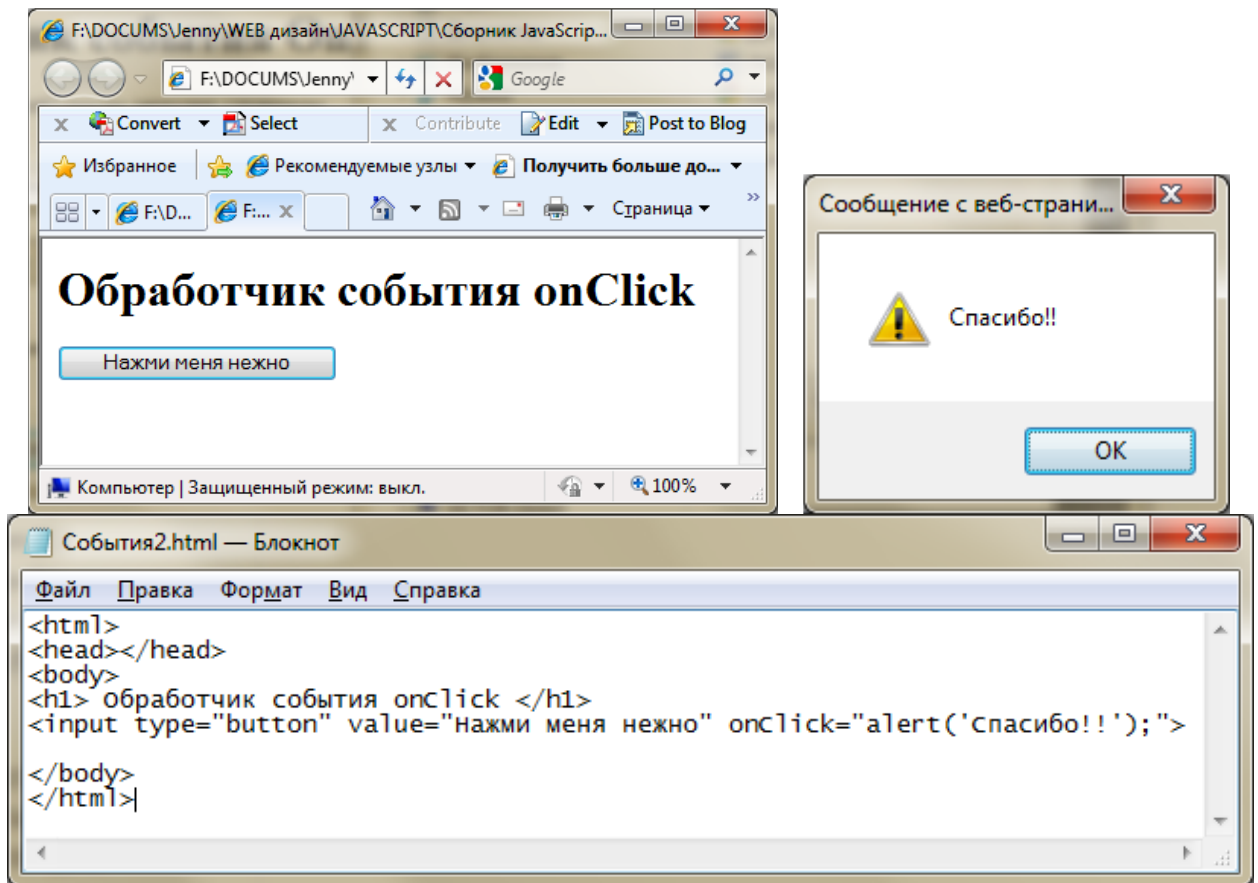 F:\DOCUMS\Jenny\WEB дизайн\JAVASCRIPT\Сборник JavaScrip...
F:\DOCUMS\Jenny\
Google
x Convert Select x Contribute Edit Post to Blog
Избранное Рекомендуемые узлы Получить больше до...
F:\D... F:... x Страница »
Обработчик события onClick
Нажми меня нежно
Компьютер | Защищенный режим: выкл. 100%
Сообщение с веб-страни...
Спасибо!!
ОК
События2.html — Блокнот
Файл Правка Формат Вид Справка
<html>
<head></head>
<body>
<h1> Обработчик события onClick </h1>
<input type="button" value="Нажми меня нежно" onClick="alert('Спасибо!!');">
</body>
</html>